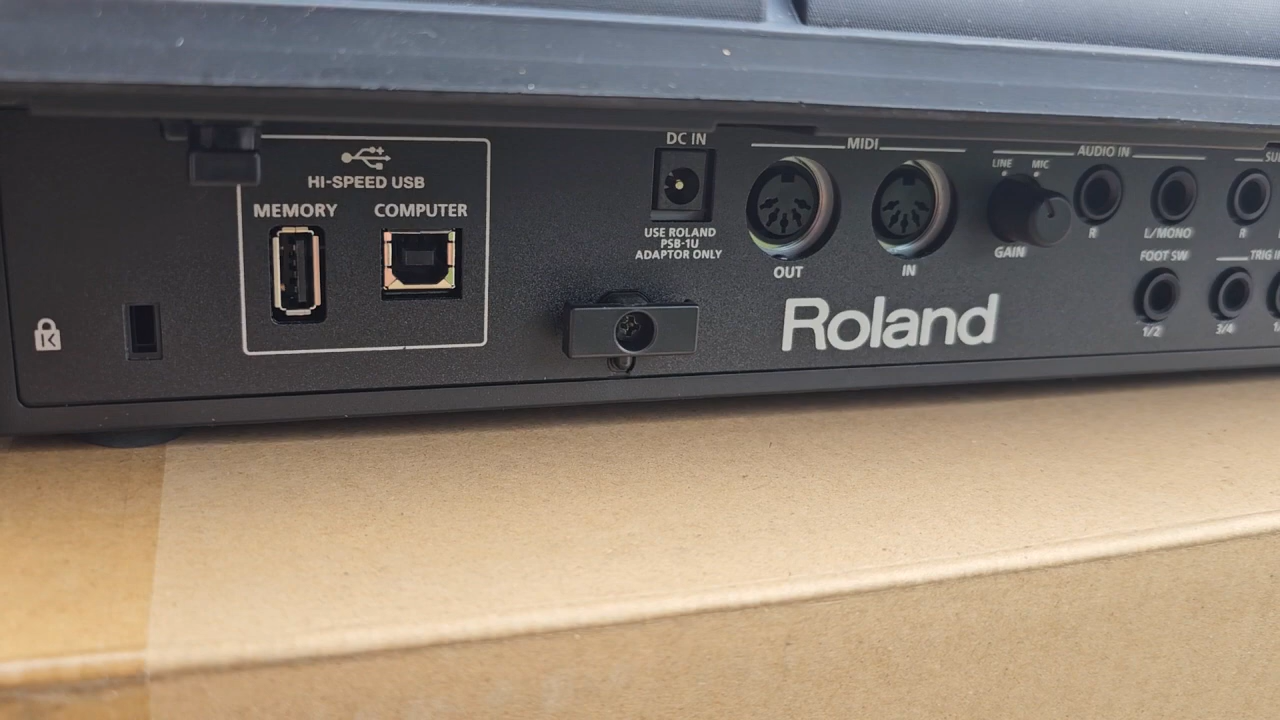 HI-SPEED USB
MEMORY COMPUTER
DC IN
USE ROLAND
PSB-1U
ADAPTOR ONLY
MIDI
OUT IN
LINE MIC
GAIN
AUDIO IN
R L/MONO
FOOT SW
1/2
R
TRIG
3/4
Roland
K